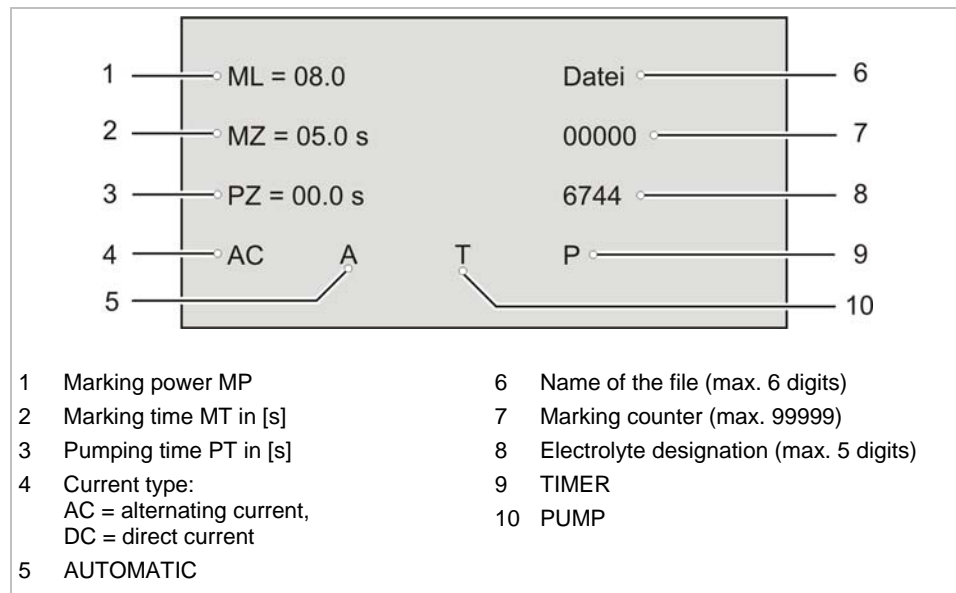 1 ML = 08.0 Datei 6
2 MZ = 05.0 s 00000 7
3 PZ = 00.0 s 6744 8
4 AC A T P 9
5 10
1 Marking power MP
2 Marking time MT in [s]
3 Pumping time PT in [s]
4 Current type:
AC = alternating current,
DC = direct current
5 AUTOMATIC
6 Name of the file (max. 6 digits)
7 Marking counter (max. 99999)
8 Electrolyte designation (max. 5 digits)
9 TIMER
10 PUMP